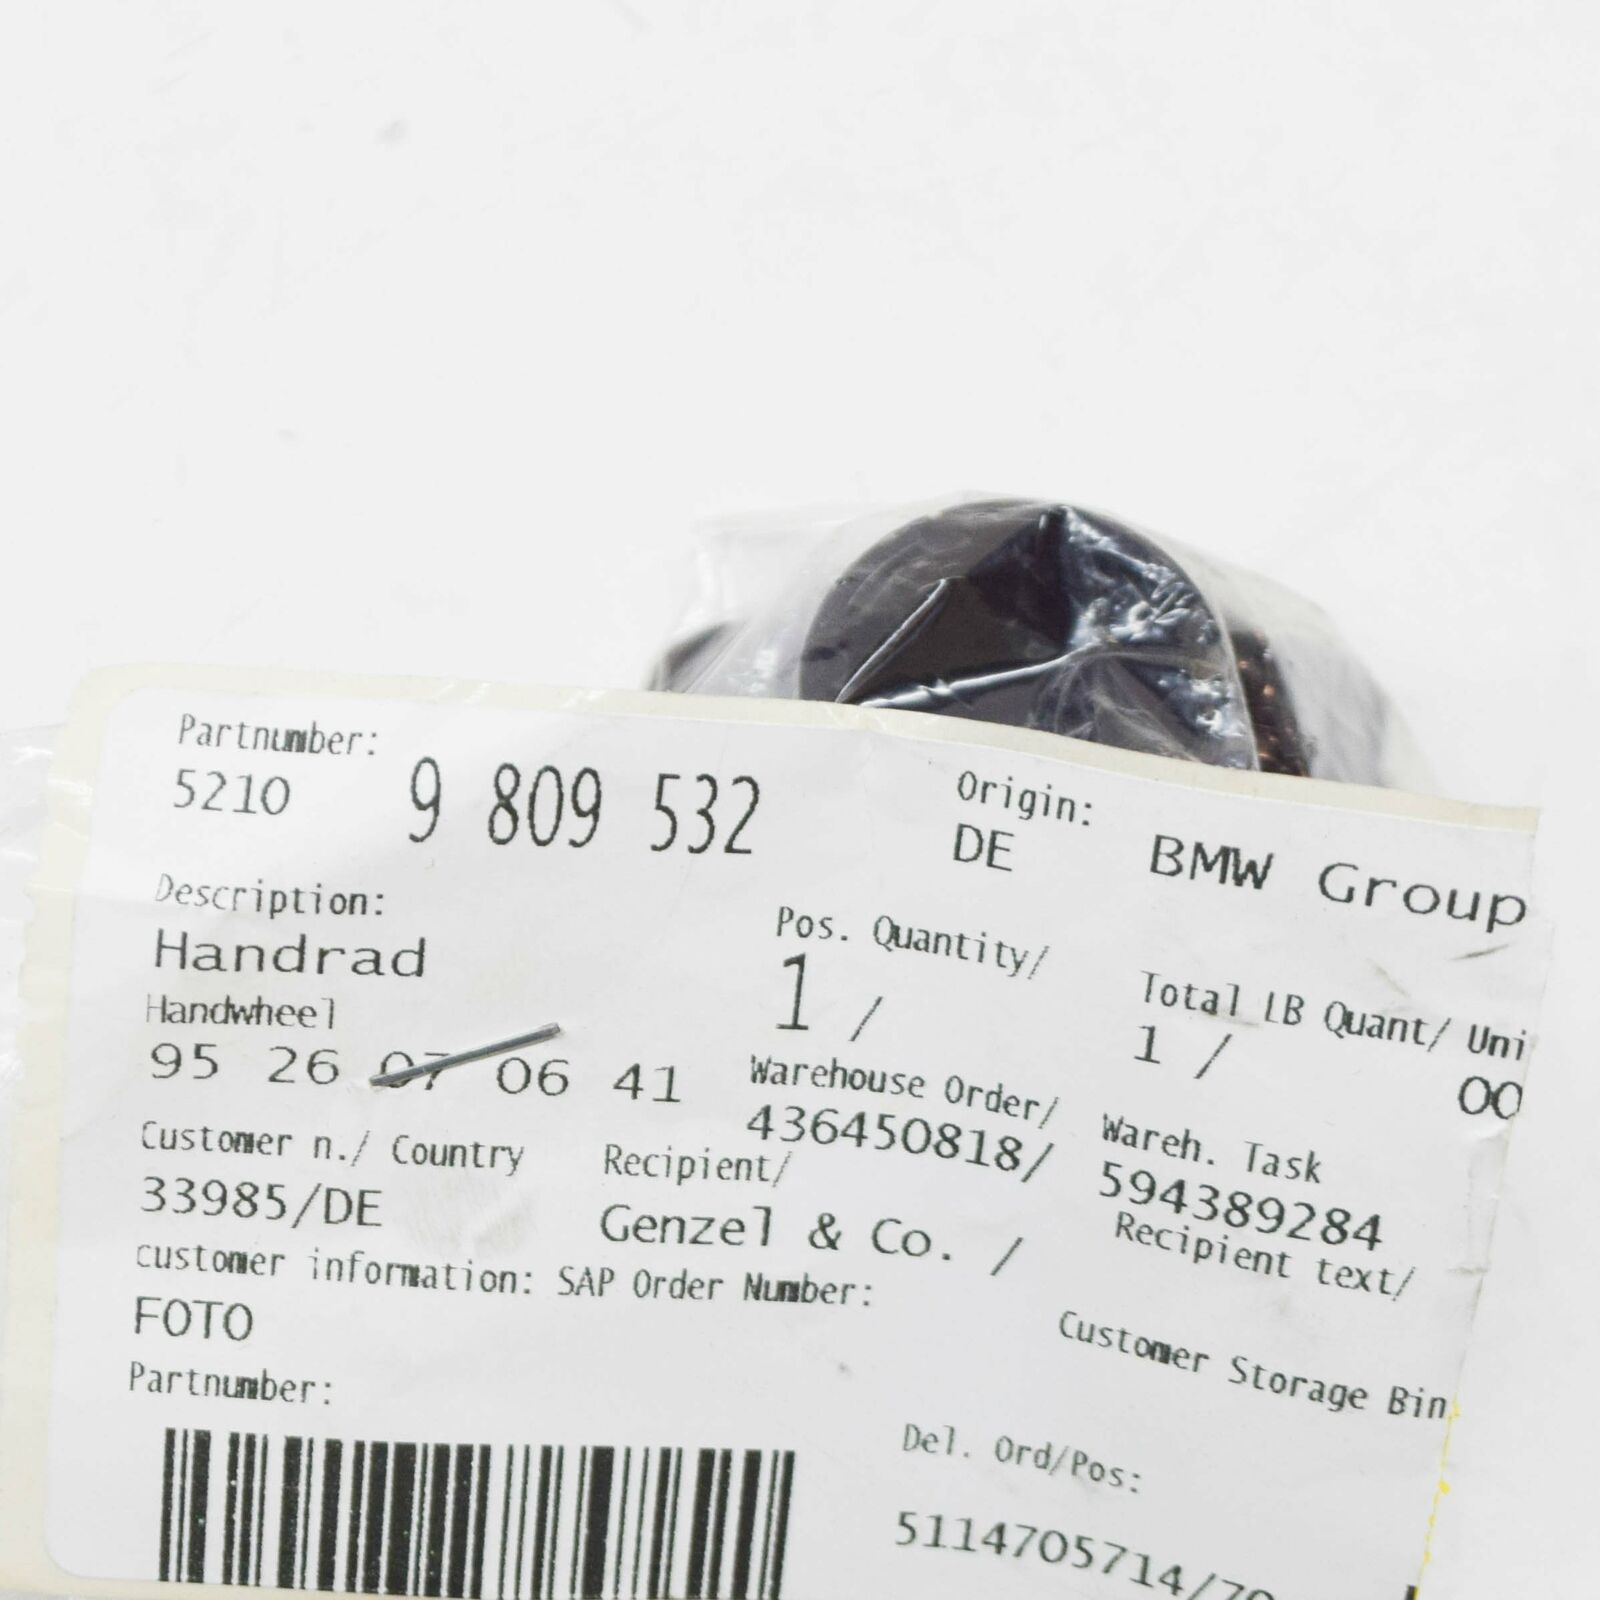 Partnumber:
5210 9 809 532
Origin:
DE BMW Group
Description:
Handrad
Handwheel
95 26 07 06 41
Pos. Quantity/
1 /
Total LB Quant/ Uni
1 / 00
Warehouse Order/
436450818/
Wareh. Task
594389284
Customer n./ Country
33985/DE
Recipient/
Genzel & Co. /
Recipient text/
customer information: SAP Order Number:
FOTO
Customer Storage Bin
Partnumber:
Del. Ord/Pos:
5114705714/70